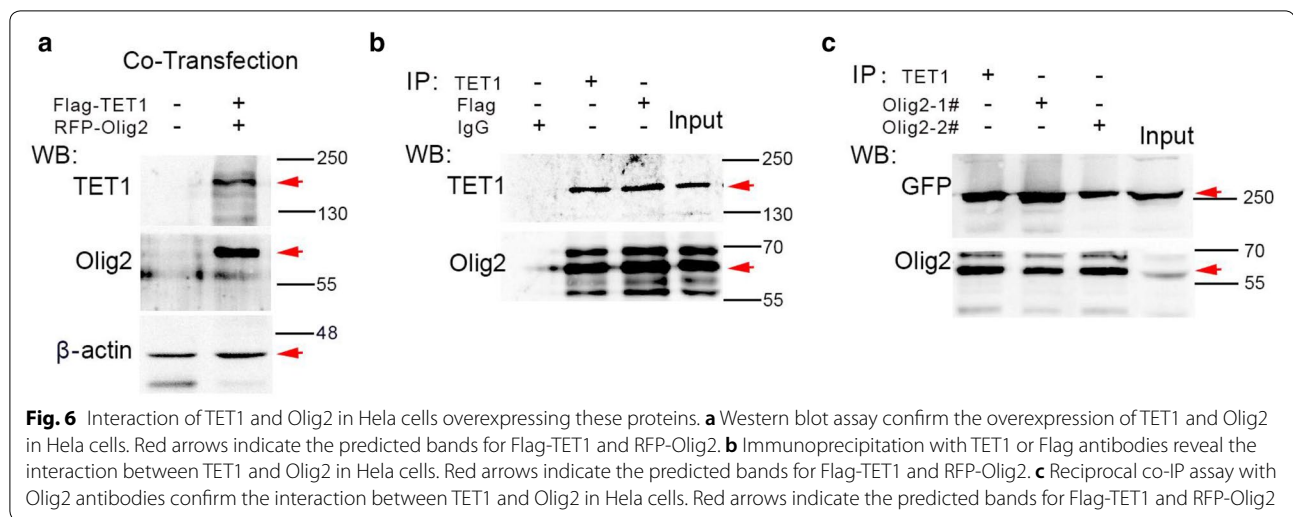 a
Co-Transfection
Flag-TET1 - +
RFP-Olig2 - +
WB:
TET1
250
130
Olig2
55
β-actin
48
b
IP: TET1 - + - Input
Flag - - +
IgG + - -
WB:
TET1
250
130
Olig2
70
55
c
IP: TET1 + - - Input
Olig2-1# - + -
Olig2-2# - - +
WB:
GFP
250
Olig2
70
55
Fig. 6 Interaction of TET1 and Olig2 in Hela cells overexpressing these proteins. a Western blot assay confirm the overexpression of TET1 and Olig2
in Hela cells. Red arrows indicate the predicted bands for Flag-TET1 and RFP-Olig2. b Immunoprecipitation with TET1 or Flag antibodies reveal the
interaction between TET1 and Olig2 in Hela cells. Red arrows indicate the predicted bands for Flag-TET1 and RFP-Olig2. c Reciprocal co-IP assay with
Olig2 antibodies confirm the interaction between TET1 and Olig2 in Hela cells. Red arrows indicate the predicted bands for Flag-TET1 and RFP-Olig2